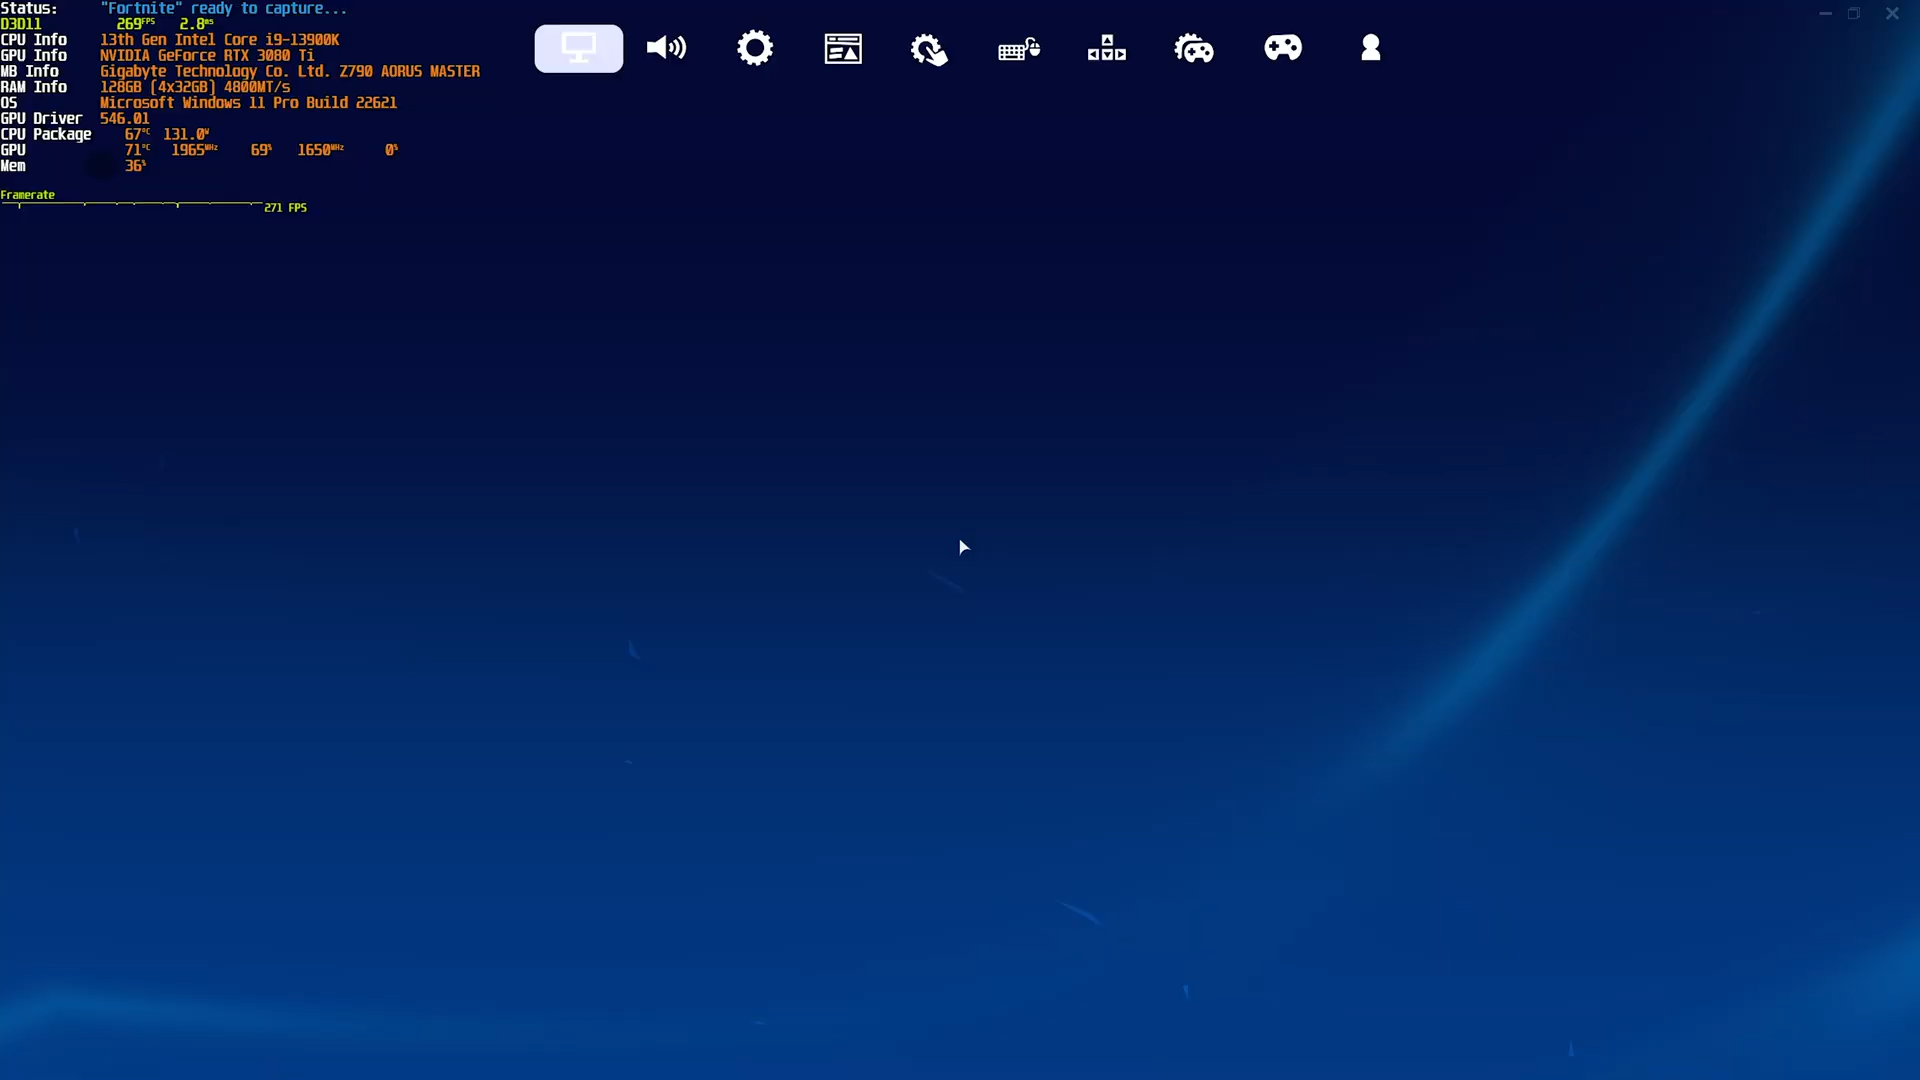 Status: "Fortnite" ready to capture...
D3D11 269FPS 2.8ms
CPU Info 13th Gen Intel Core i9-13900K
GPU Info NVIDIA GeForce RTX 3080 Ti
MB Info Gigabyte Technology Co. Ltd. Z790 AORUS MASTER
RAM Info 128GB [4x32GB] 4800MT/s
OS Microsoft Windows 11 Pro Build 22621
GPU Driver 546.01
CPU Package 67°C 131.0W
GPU 71°C 1965MHz 69% 1650MHz 0%
Mem 36%
Framerate
271 FPS